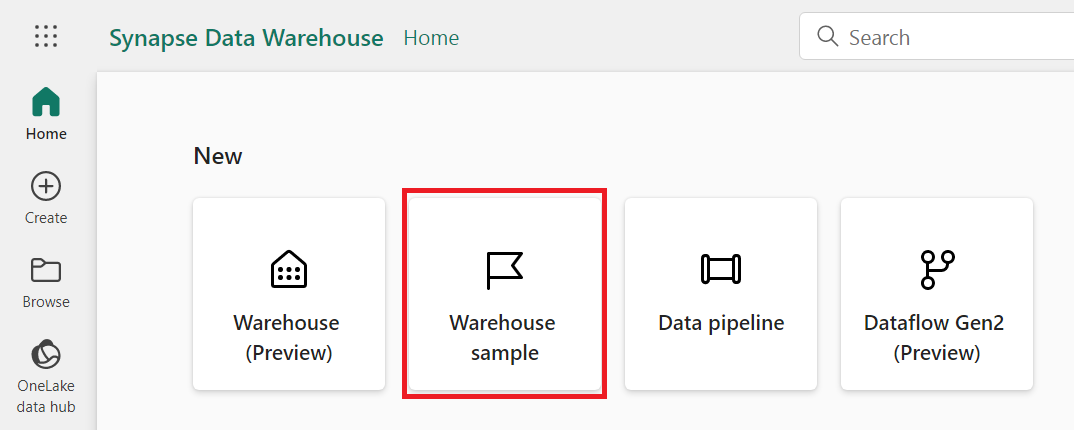 Synapse Data Warehouse Home
Search
Home
Create
Browse
OneLake
data hub
New
Warehouse
(Preview)
Warehouse
sample
Data pipeline
Dataflow Gen2
(Preview)